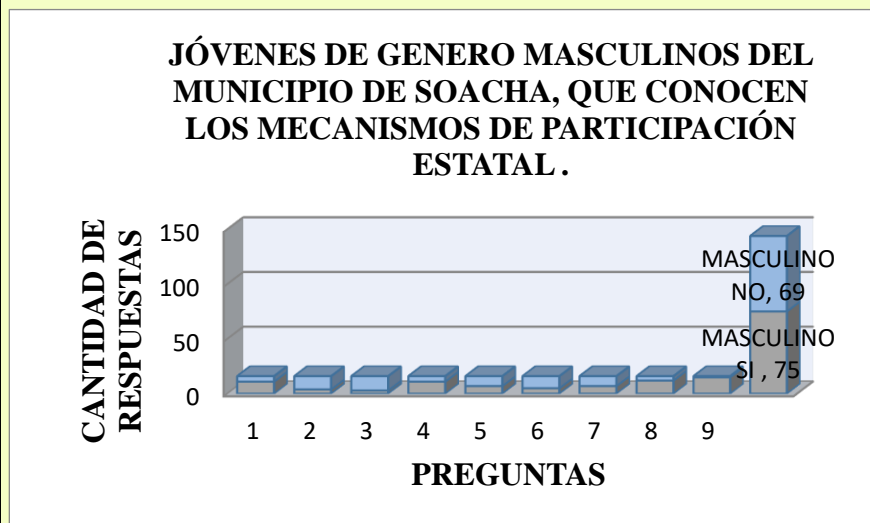 JÓVENES DE GENERO MASCULINOS DEL
MUNICIPIO DE SOACHA, QUE CONOCEN
LOS MECANISMOS DE PARTICIPACIÓN
ESTATAL .
CANTIDAD DE
RESPUESTAS
150
100
50
0
MASCULINO
NO, 69
MASCULINO
SI , 75
1 2 3 4 5 6 7 8 9
PREGUNTAS